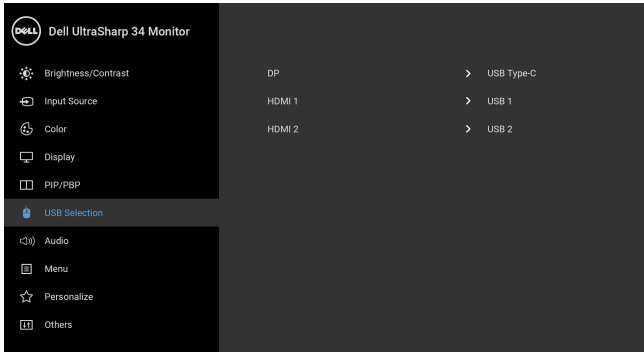 DELL Dell UltraSharp 34 Monitor
Brightness/Contrast
Input Source
Color
Display
PIP/PBP
USB Selection
Audio
Menu
Personalize
Others
DP > USB Type-C
HDMI 1 > USB 1
HDMI 2 > USB 2